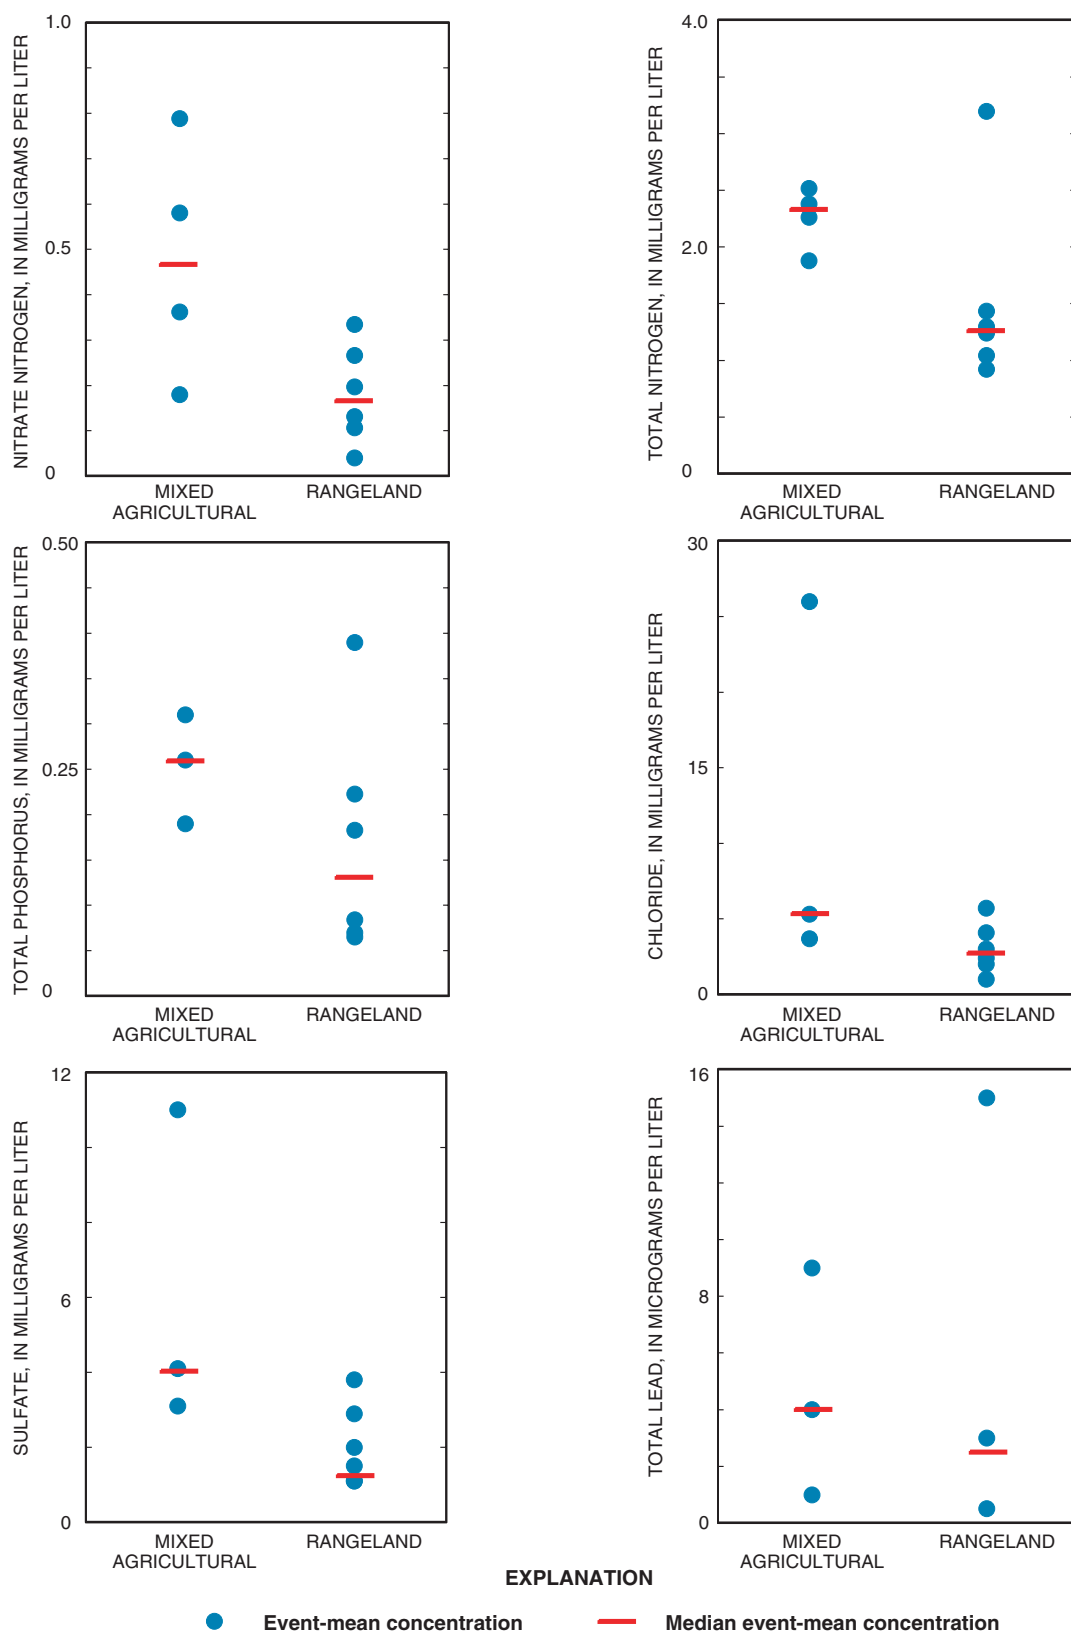 NITRATE NITROGEN, IN MILLIGRAMS PER LITER
1.0
0.5
0
MIXED
AGRICULTURAL
RANGELAND
TOTAL NITROGEN, IN MILLIGRAMS PER LITER
4.0
2.0
0
MIXED
AGRICULTURAL
RANGELAND
TOTAL PHOSPHORUS, IN MILLIGRAMS PER LITER
0.50
0.25
0
MIXED
AGRICULTURAL
RANGELAND
CHLORIDE, IN MILLIGRAMS PER LITER
30
15
0
MIXED
AGRICULTURAL
RANGELAND
SULFATE, IN MILLIGRAMS PER LITER
12
6
0
MIXED
AGRICULTURAL
RANGELAND
TOTAL LEAD, IN MICROGRAMS PER LITER
16
8
0
MIXED
AGRICULTURAL
RANGELAND
EXPLANATION
Event-mean concentration
Median event-mean concentration